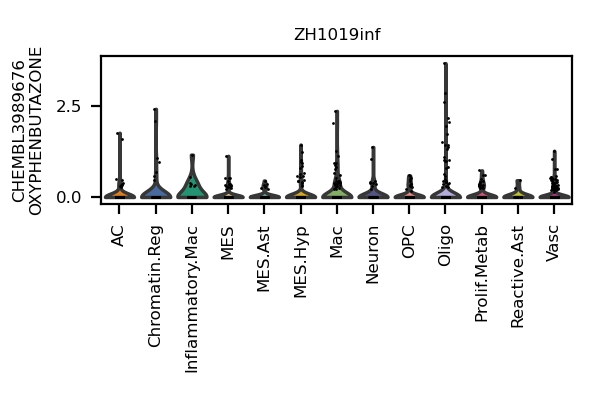 ZH1019inf
CHEMBL3989676
OXYPHENBUTAZONE
2.5
0.0
AC
Chromatin.Reg
Inflammatory.Mac
MES
MES.Ast
MES.Hyp
Mac
Neuron
OPC
Oligo
Prolif.Metab
Reactive.Ast
Vasc